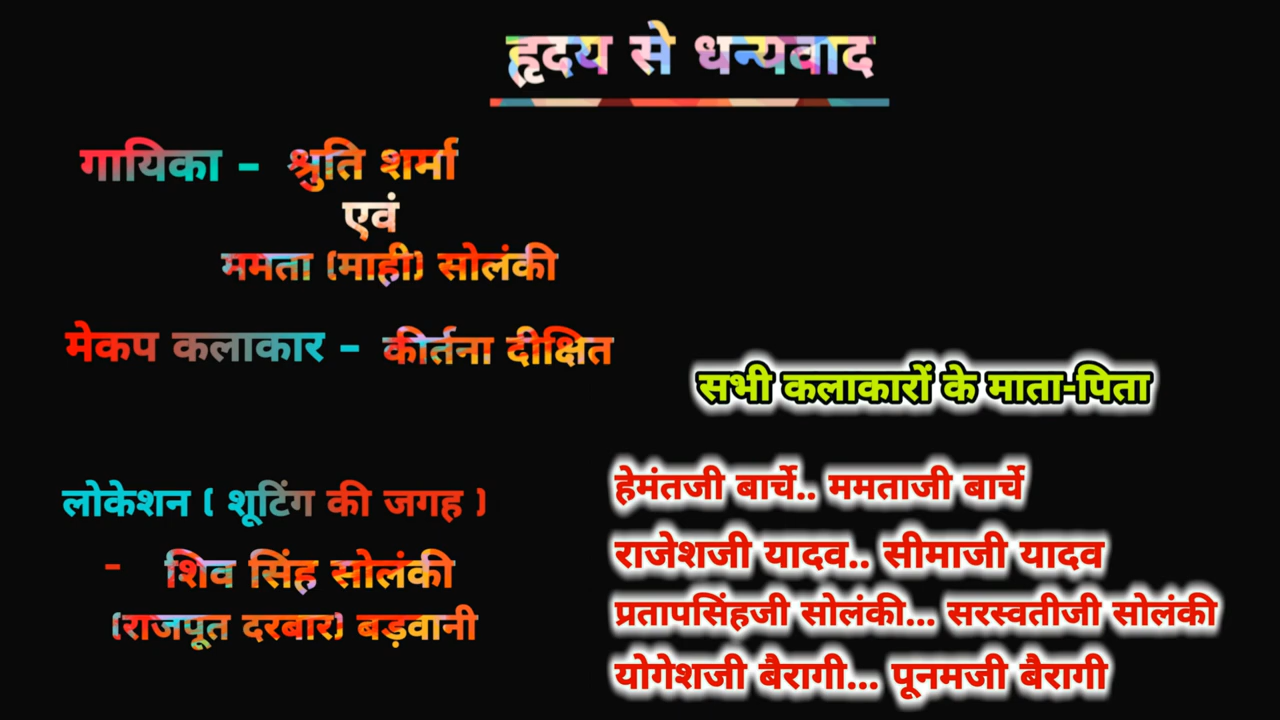 हृदय से धन्यवाद
गायिका - श्रुति शर्मा
एवं
ममता (माही) सोलंकी
मेकप कलाकार - कीर्तना दीक्षित
लोकेशन ( शूटिंग की जगह )
- शिव सिंह सोलंकी
(राजपूत दरबार) बड़वानी
सभी कलाकारों के माता-पिता
हेमंतजी बार्चे.. ममताजी बार्चे
राजेशजी यादव.. सीमाजी यादव
प्रतापसिंहजी सोलंकी... सरस्वतीजी सोलंकी
योगेशजी बैरागी... पूनमजी बैरागी